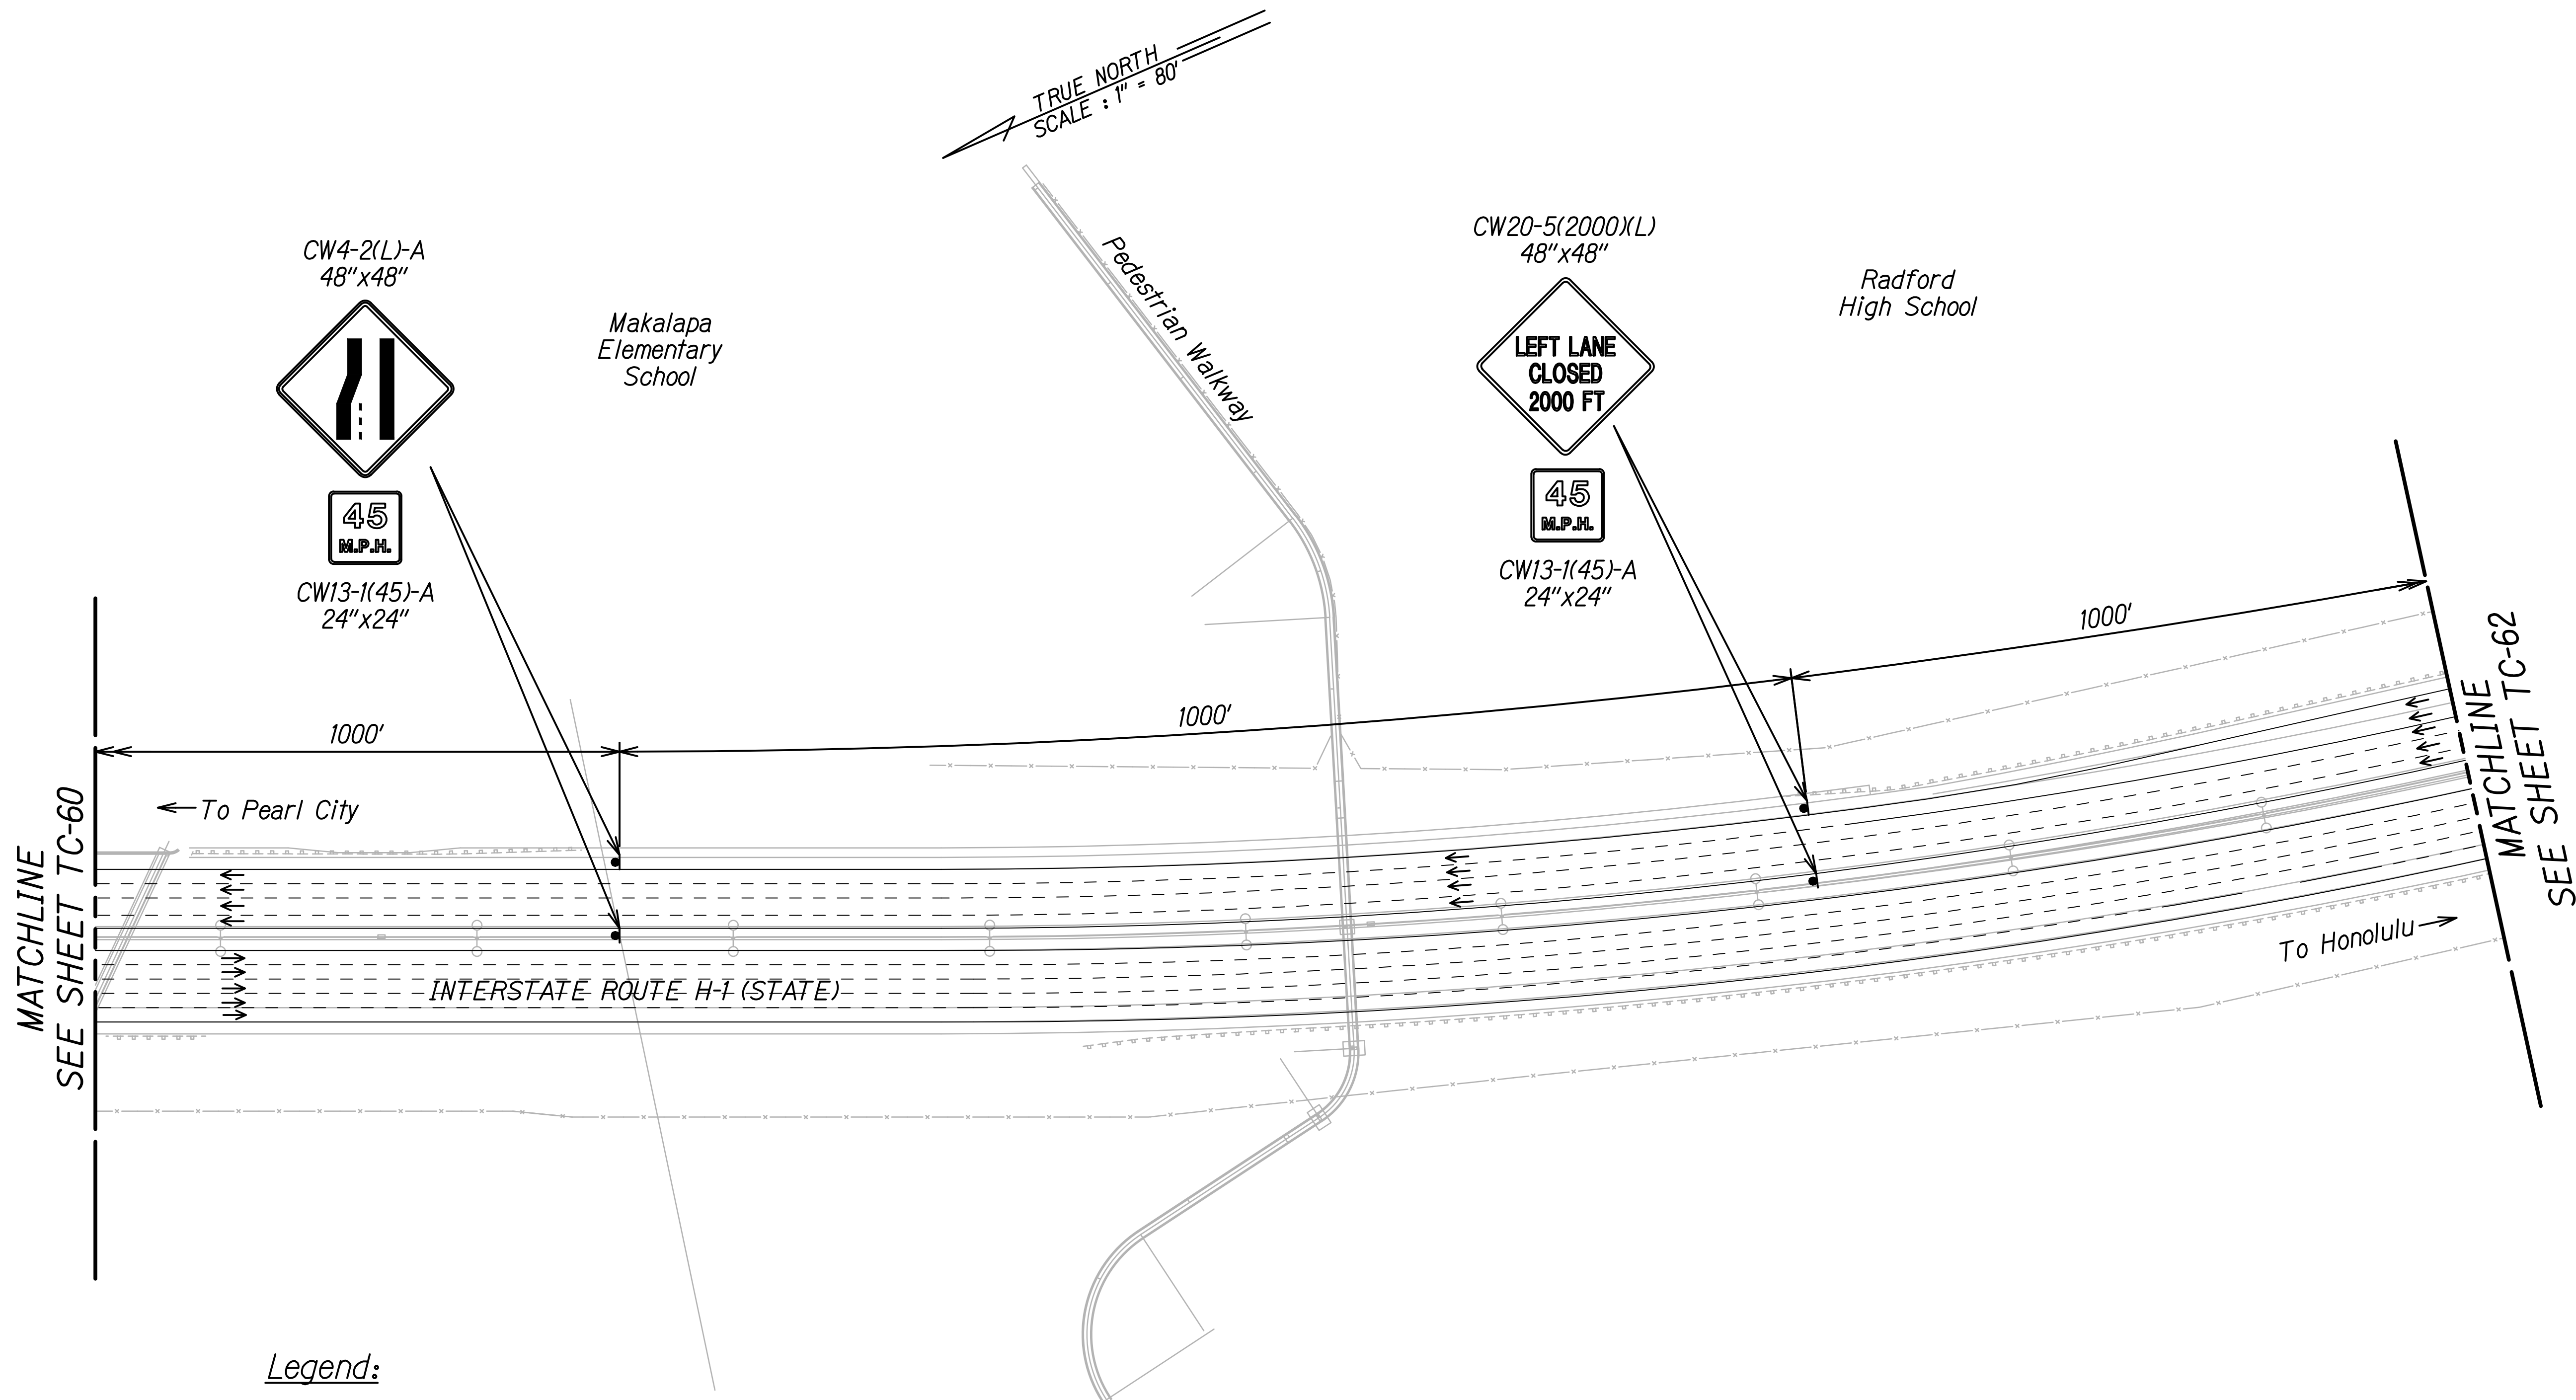 TRUE NORTH
SCALE : 1" = 80'
CW4-2(L)-A
48"x48"
45
M.P.H.
CW13-1(45)-A
24"x24"
Makalapa
Elementary
School
Pedestrian Walkway
CW20-5(2000)(L)
48"x48"
LEFT LANE
CLOSED
2000 FT
45
M.P.H.
CW13-1(45)-A
24"x24"
Radford
High School
1000'
1000'
1000'
To Pearl City
MATCHLINE
SEE SHEET TC-60
INTERSTATE ROUTE H-1 (STATE)
To Honolulu
MATCHLINE
SEE SHEET TC-62
Legend: